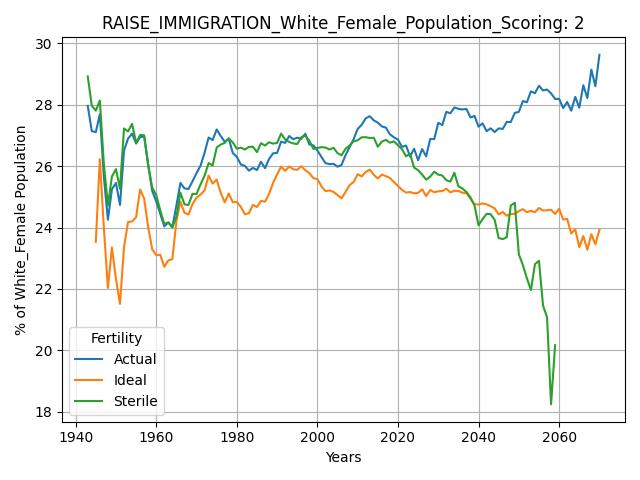 RAISE_IMMIGRATION_White_Female_Population_Scoring: 2
% of White_Female Population
30
28
26
24
22
20
18
Fertility
Actual
Ideal
Sterile
1940 1960 1980 2000 2020 2040 2060
Years